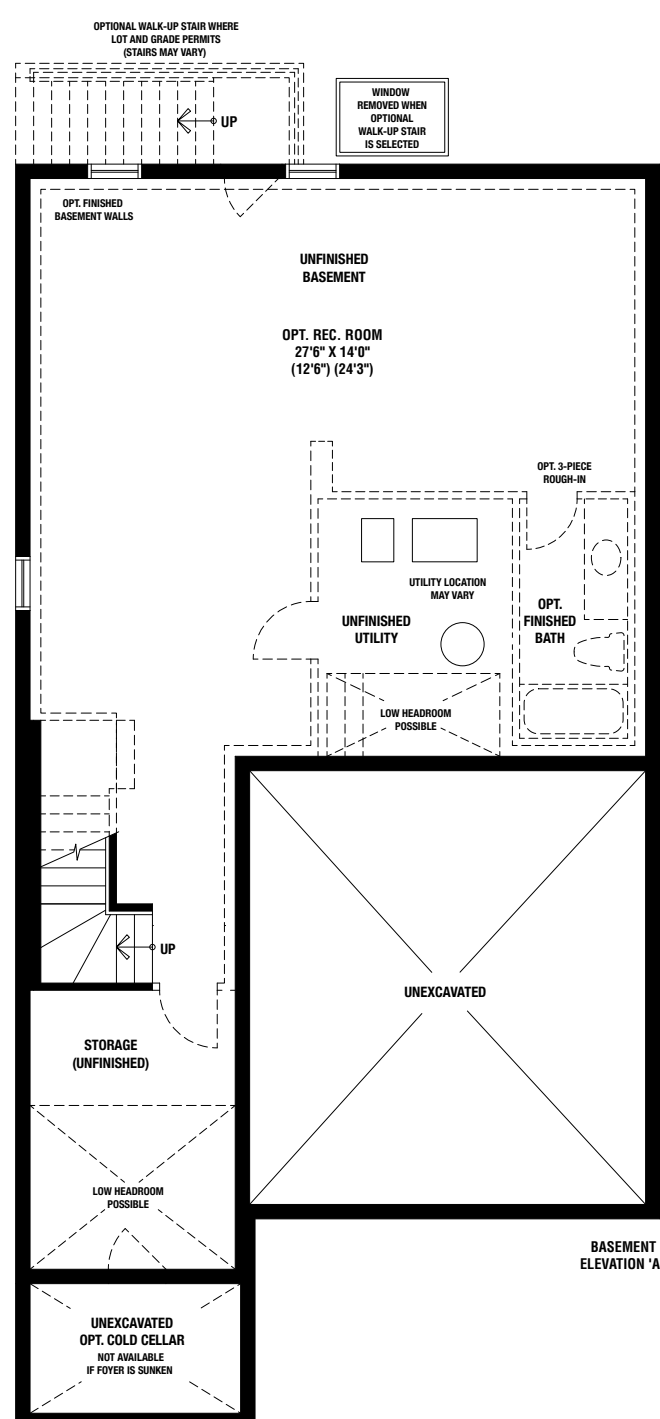 OPTIONAL WALK-UP STAIR WHERE
LOT AND GRADE PERMITS
(STAIRS MAY VARY)
UP
WINDOW
REMOVED WHEN
OPTIONAL
WALK-UP STAIR
IS SELECTED
OPT. FINISHED
BASEMENT WALLS
UNFINISHED
BASEMENT
OPT. REC. ROOM
27'6" X 14'0"
(12'6") (24'3")
OPT. 3-PIECE
ROUGH-IN
UTILITY LOCATION
MAY VARY
UNFINISHED
UTILITY
OPT.
FINISHED
BATH
LOW HEADROOM
POSSIBLE
UP
UNEXCAVATED
STORAGE
(UNFINISHED)
LOW HEADROOM
POSSIBLE
BASEMENT
ELEVATION 'A
UNEXCAVATED
OPT. COLD CELLAR
NOT AVAILABLE
IF FOYER IS SUNKEN